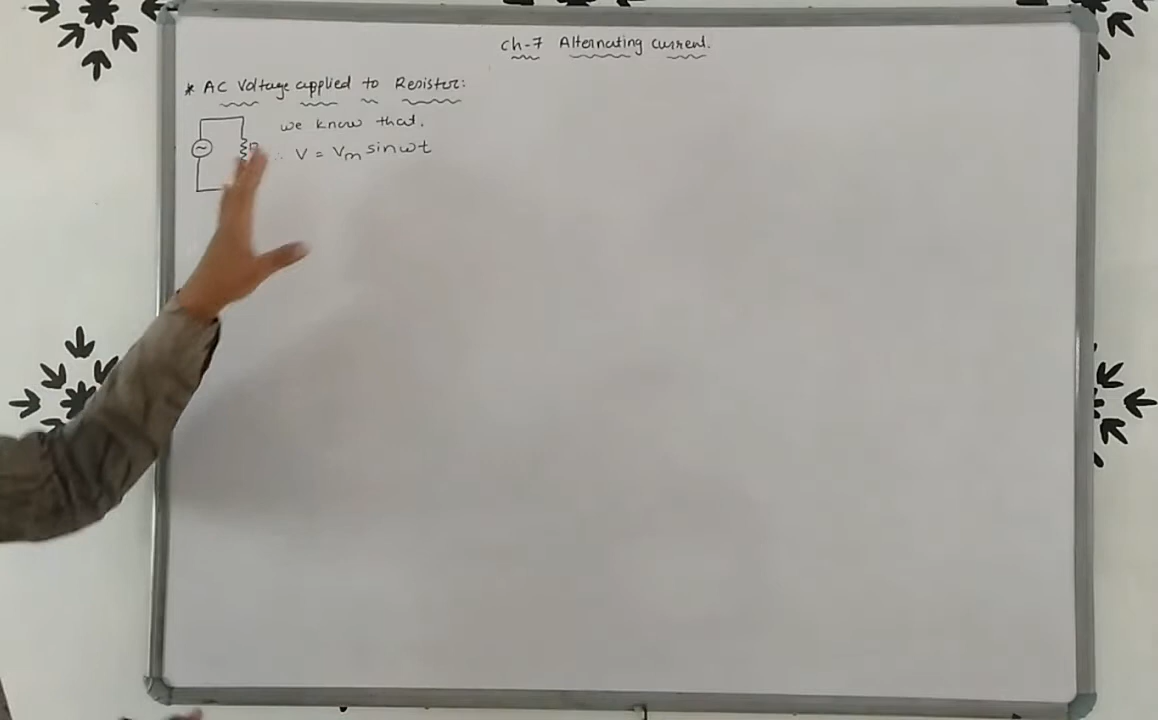 Ch-7 Alternating current.
* AC Voltage applied to Resistor:
we know that,
∴ V = Vm sinωt